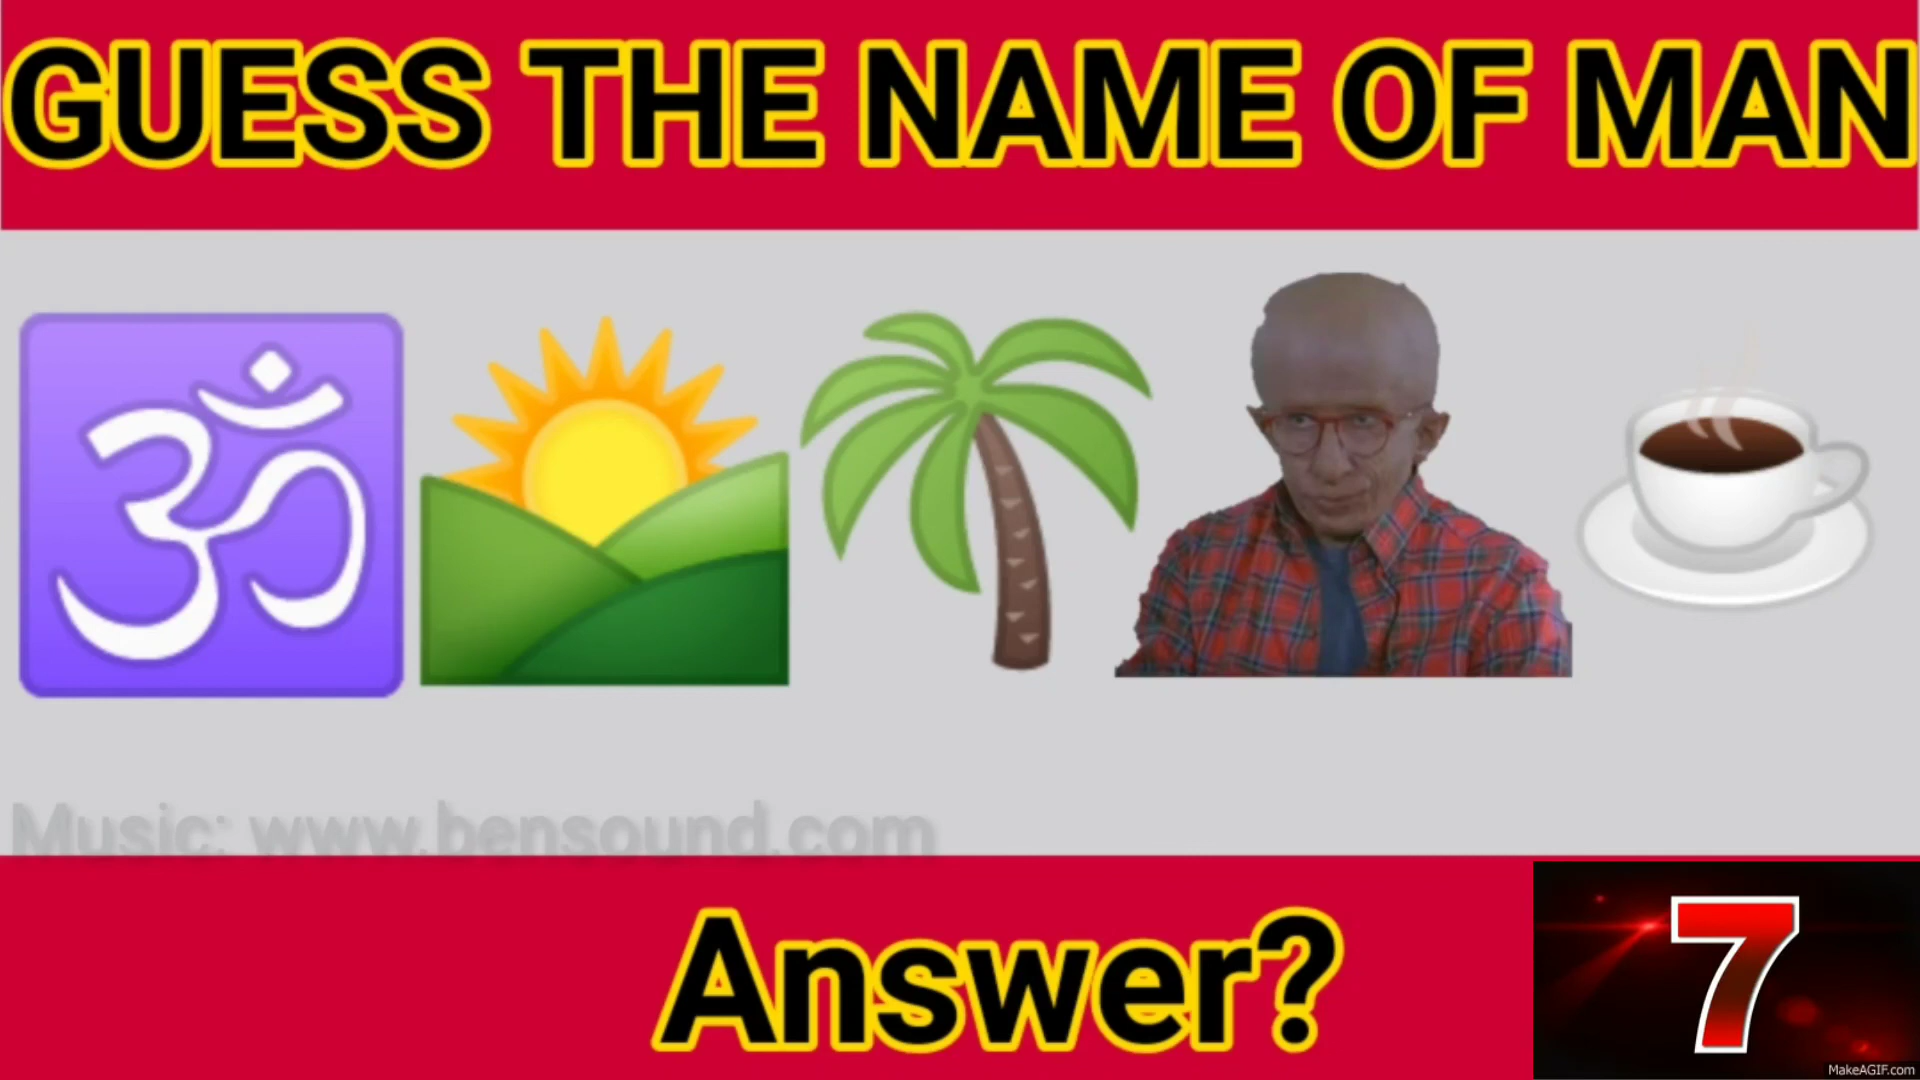 GUESS THE NAME OF MAN
ॐ
Music: www.bensound.com
Answer?
7
MakeAGIF.com